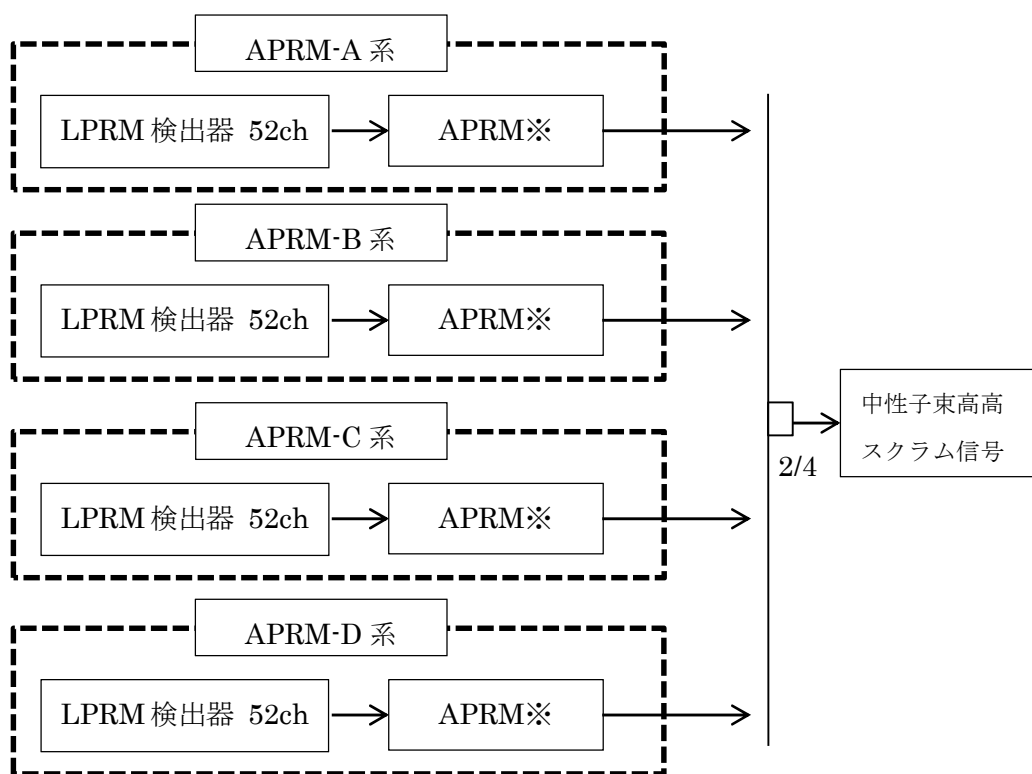 APRM-A 系
LPRM 検出器 52ch
APRM※
APRM-B 系
LPRM 検出器 52ch
APRM※
APRM-C 系
LPRM 検出器 52ch
APRM※
APRM-D 系
LPRM 検出器 52ch
APRM※
2/4
中性子束高高
スクラム信号